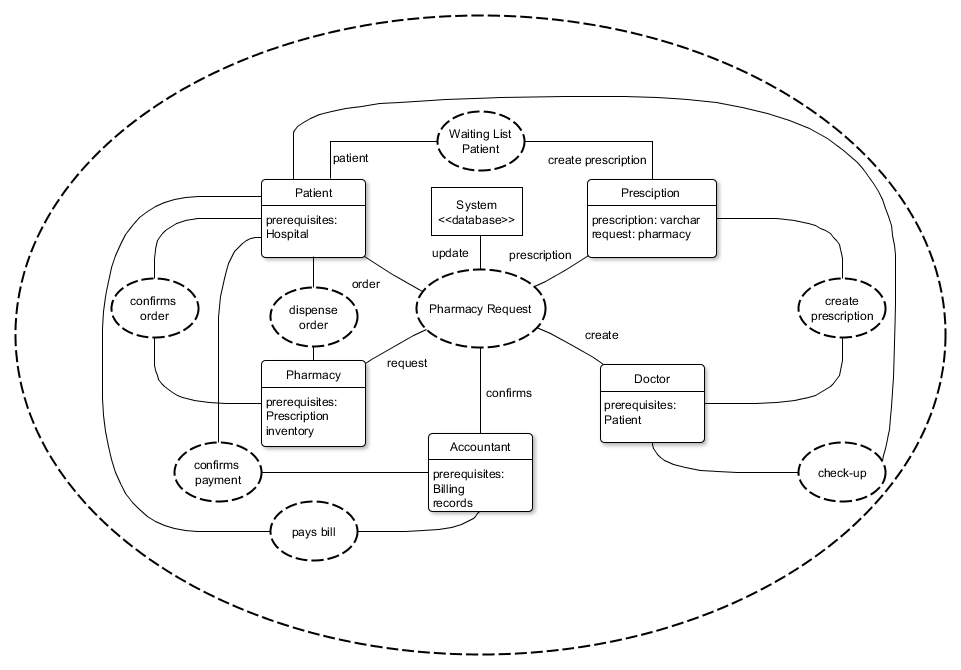 Waiting List
Patient
patient
create prescription
Patient
prerequisites:
Hospital
System
<<database>>
Presciption
prescription: varchar
request: pharmacy
update
prescription
order
confirms
order
dispense
order
Pharmacy Request
create
prescription
request
create
Pharmacy
prerequisites:
Prescription
inventory
Doctor
prerequisites:
Patient
confirms
Accountant
prerequisites:
Billing
records
confirms
payment
check-up
pays bill